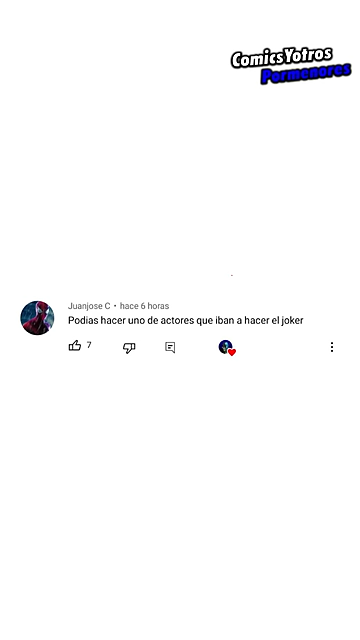 ComicsYotros
Pormenores
Juanjose C • hace 6 horas
Podias hacer uno de actores que iban a hacer el joker
7